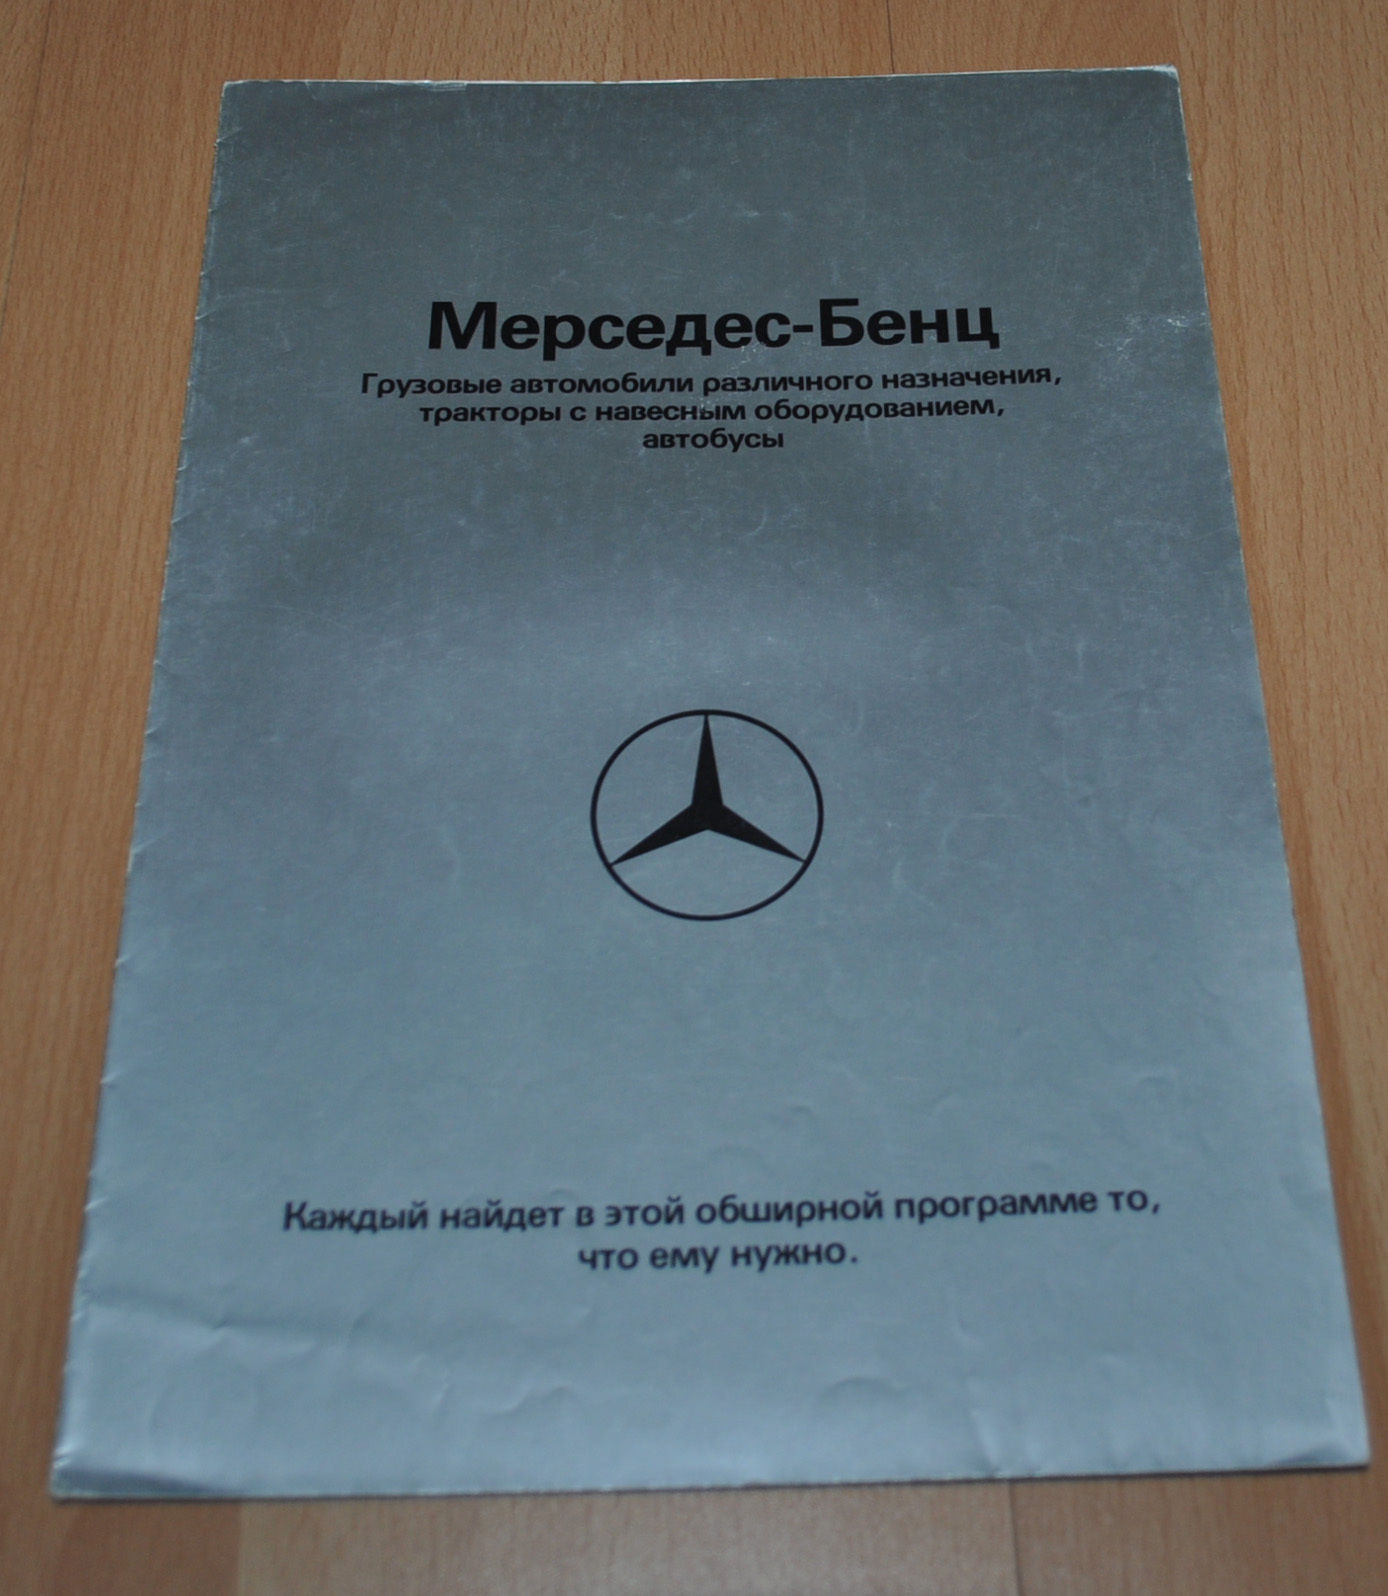 Мерседес-Бенц
Грузовые автомобили различного назначения,
тракторы с навесным оборудованием,
автобусы
Каждый найдет в этой обширной программе то,
что ему нужно.